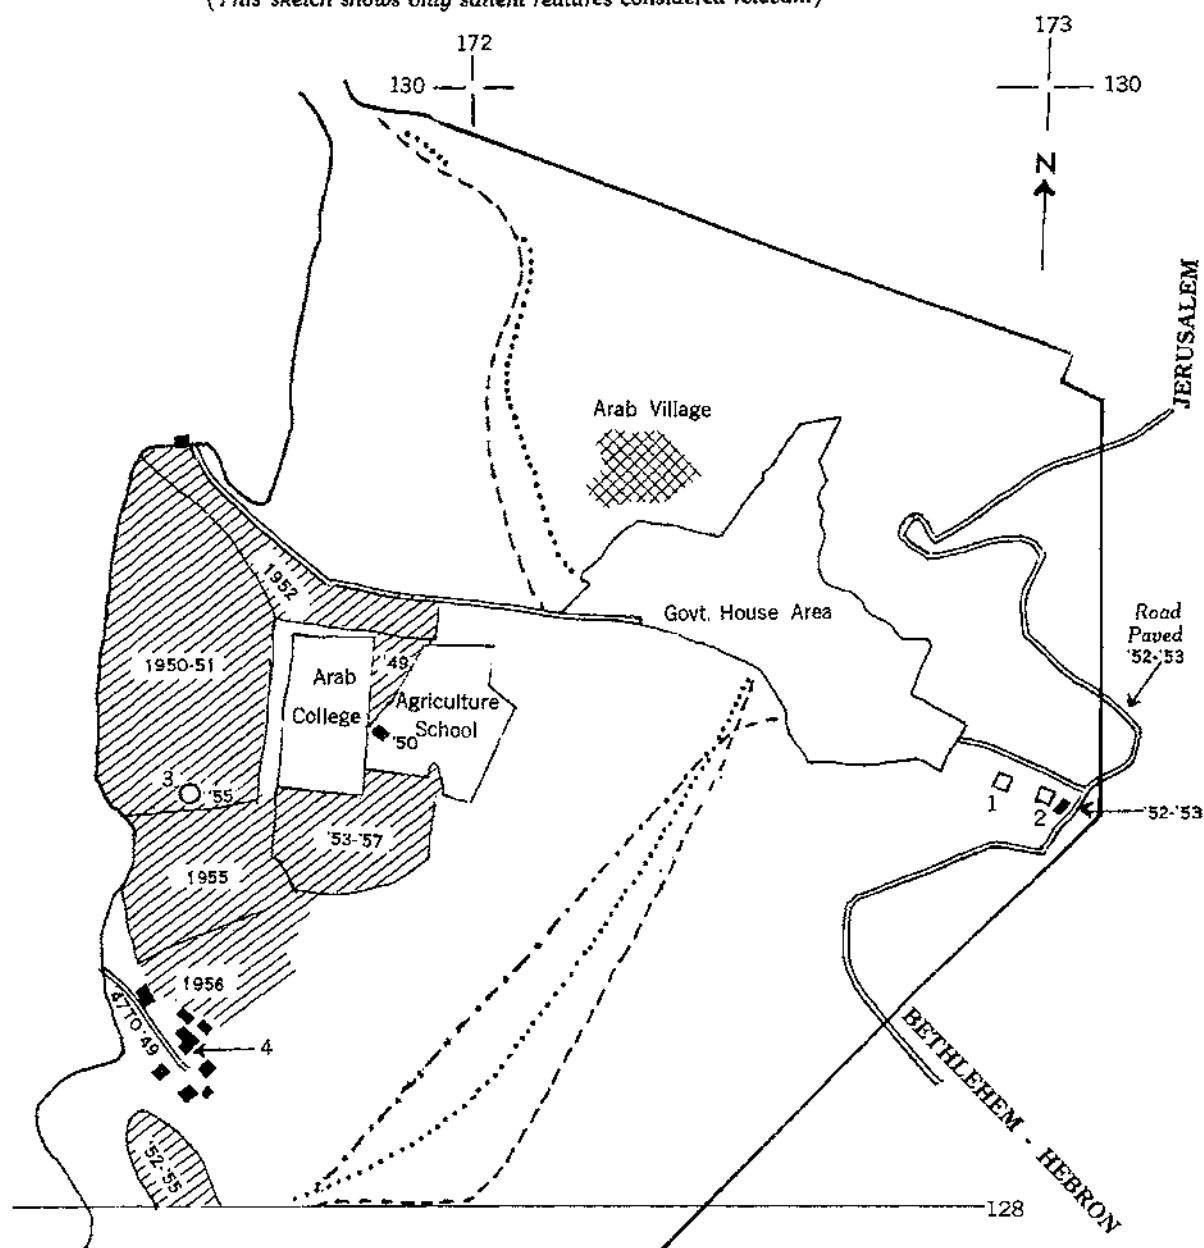 (This sketch shows only salient features considered relevant)
172
173
130
130
N
JERUSALEM
Arab Village
1952
Govt. House Area
Road
Paved
'52-'53
1950-51
Arab
College
'49
Agriculture
School
'50
3
'55
1
2
'52-'53
'53-'57
1955
1956
47 TO '49
4
BETHLEHEM - HEBRON
'52-'55
128